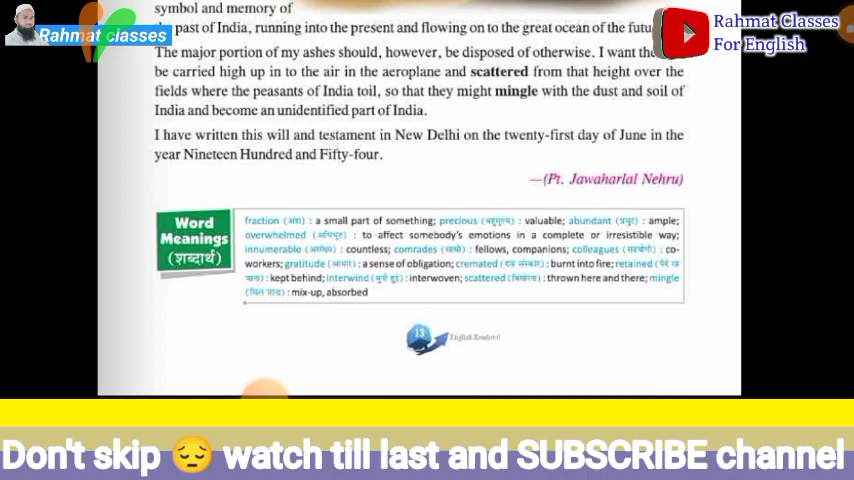 symbol and memory of
the past of India, running into the present and flowing on to the great ocean of the futu
The major portion of my ashes should, however, be disposed of otherwise. I want the
be carried high up in to the air in the aeroplane and scattered from that height over the
fields where the peasants of India toil, so that they might mingle with the dust and soil of
India and become an unidentified part of India.
I have written this will and testament in New Delhi on the twenty-first day of June in the
year Nineteen Hundred and Fifty-four.
—(Pt. Jawaharlal Nehru)
Word
Meanings
(शब्दार्थ)
fraction (अंश) : a small part of something; precious (बहुमूल्य) : valuable; abundant (प्रचुर) : ample;
overwhelmed (अभिभूत) : to affect somebody's emotions in a complete or irresistible way;
innumerable (असंख्य) : countless; comrades (साथी) : fellows, companions; colleagues (सहयोगी) : co-
workers; gratitude (आभार) : a sense of obligation; cremated : burnt into fire; retained
: kept behind; interwind : interwoven; scattered (बिखेरना) : thrown here and there; mingle
(मिल जाना) : mix-up, absorbed
13
English Reader
Rahmat classes
Rahmat Classes
For English
Don't skip 😔 watch till last and SUBSCRIBE channel